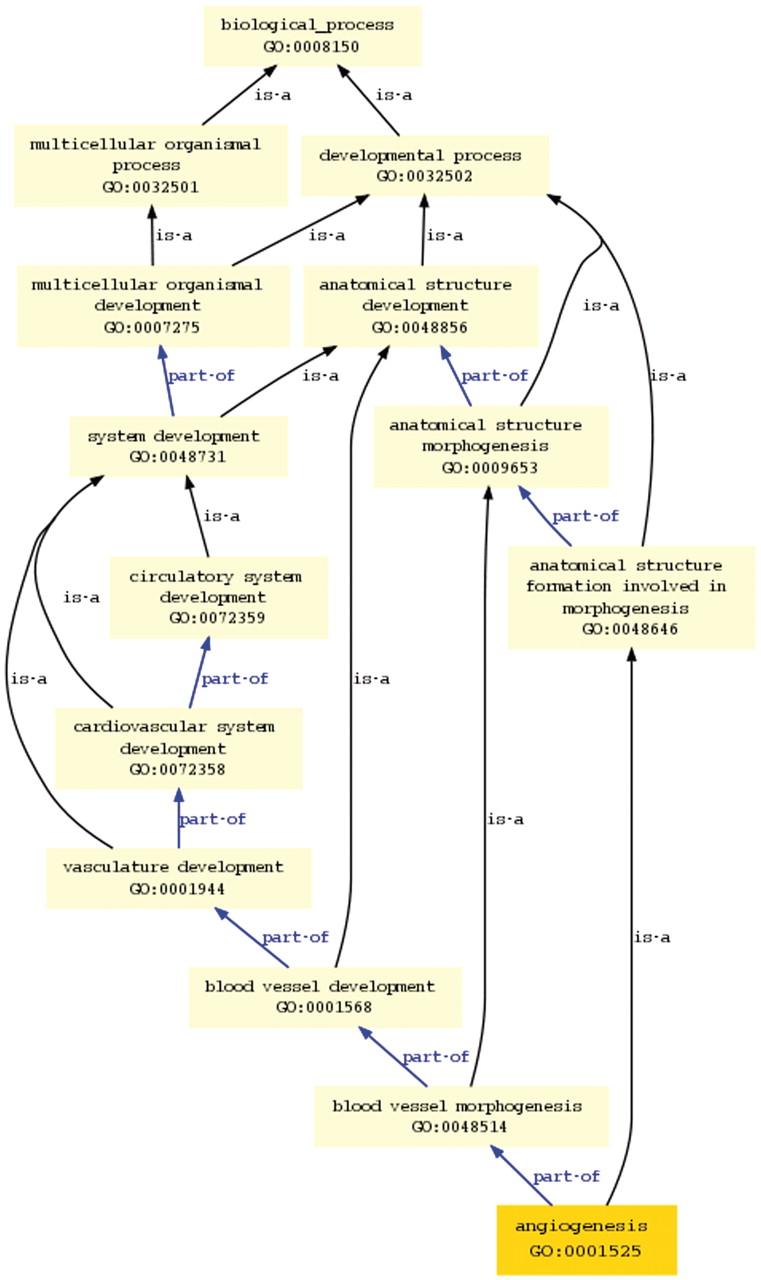 biological_process
GO:0008150
is-a
is-a
multicellular organismal
process
GO:0032501
developmental process
GO:0032502
is-a
is-a
is-a
multicellular organismal
development
GO:0007275
anatomical structure
development
GO:0048856
is-a
part-of
is-a
part-of
is-a
system development
GO:0048731
anatomical structure
morphogenesis
GO:0009653
is-a
part-of
circulatory system
development
GO:0072359
anatomical structure
formation involved in
morphogenesis
GO:0048646
is-a
is-a
part-of
is-a
cardiovascular system
development
GO:0072358
part-of
is-a
vasculature development
GO:0001944
part-of
is-a
blood vessel development
GO:0001568
part-of
blood vessel morphogenesis
GO:0048514
part-of
angiogenesis
GO:0001525